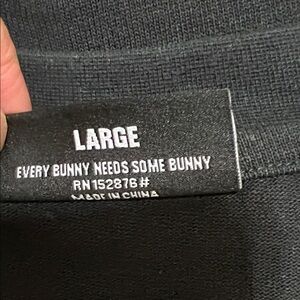 LARGE
EVERY BUNNY NEEDS SOME BUNNY
RN152876#
MADE IN CHINA